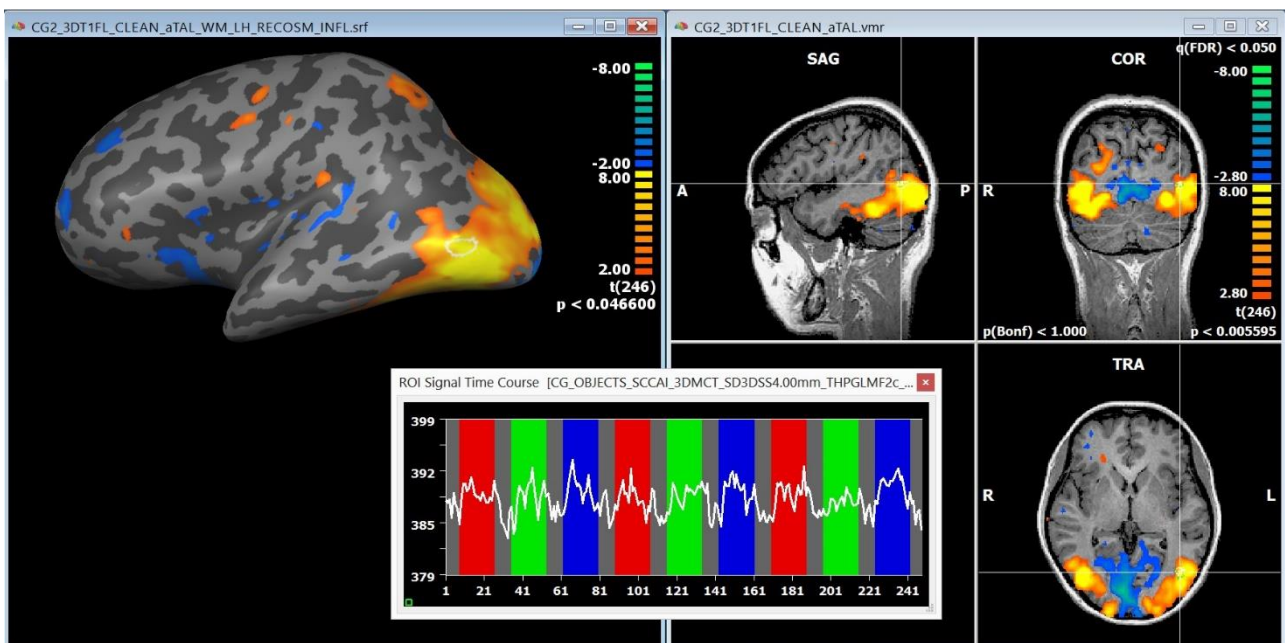 CG2_3DT1FL_CLEAN_aTAL_WM_LH_RECOSM_INFL.srf
-8.00
-2.00
8.00
2.00
t(246)
p < 0.046600
CG2_3DT1FL_CLEAN_aTAL.vmr
SAG
A
P
COR
q(FDR) < 0.050
-8.00
R
-2.80
8.00
2.80
t(246)
p(Bonf) < 1.000
p < 0.005595
TRA
R
L
ROI Signal Time Course [CG_OBJECTS_SCCAI_3DMCT_SD3DSS4.00mm_THPGLMF2c_...
399
392
385
379
1 21 41 61 81 101 121 141 161 181 201 221 241